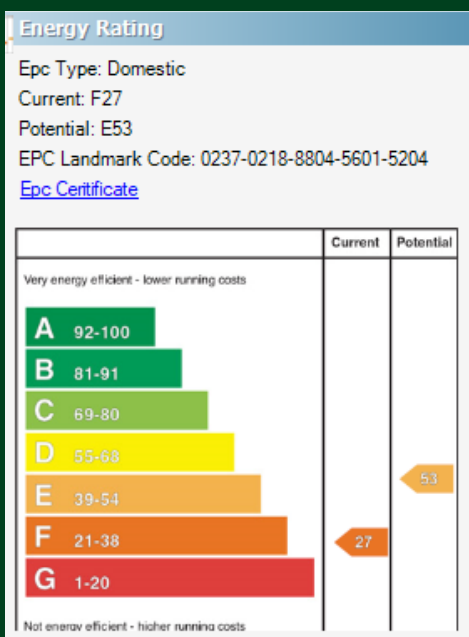 Energy Rating
Epc Type: Domestic
Current: F27
Potential: E53
EPC Landmark Code: 0237-0218-8804-5601-5204
Epc Ceritificate
Current Potential
Very energy efficient - lower running costs
A 92-100
B 81-91
C 69-80
D 55-68
53
E 39-54
F 21-38 27
G 1-20
Not energy efficient - higher running costs